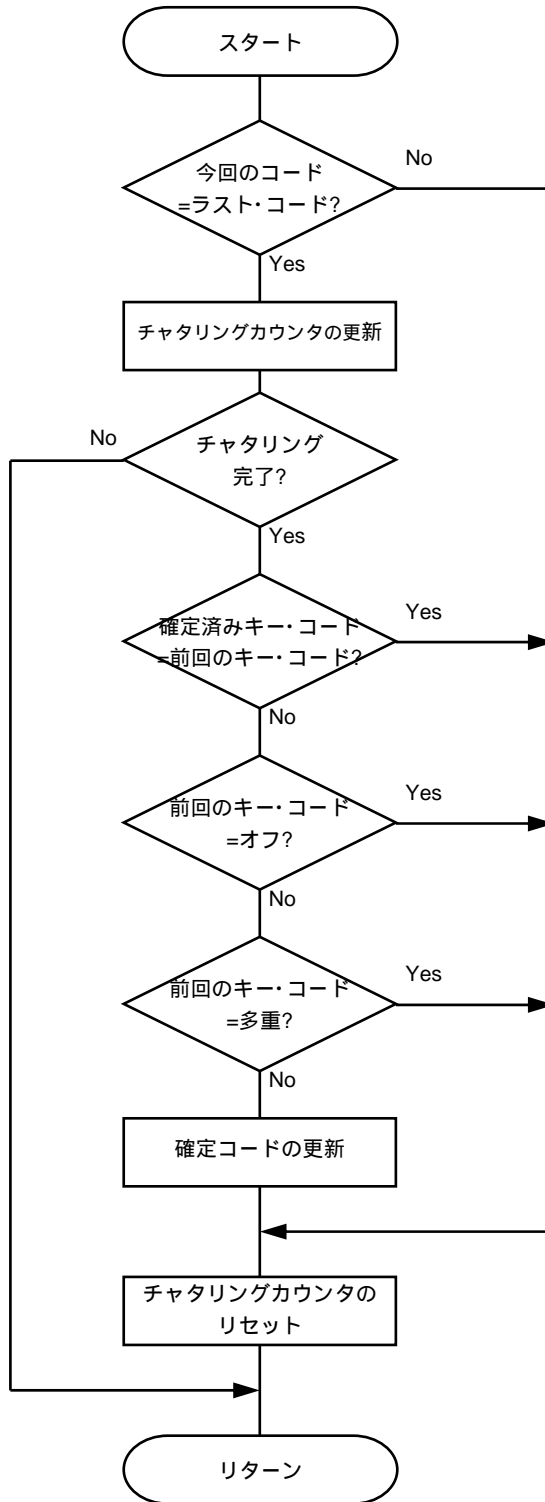 スタート
今回のコード
=ラスト・コード?
No
Yes
チャタリングカウンタの更新
No
チャタリング
完了?
Yes
確定済みキー・コード
=前回のキー・コード?
Yes
No
前回のキー・コード
=オフ?
Yes
No
前回のキー・コード
=多重?
Yes
No
確定コードの更新
チャタリングカウンタの
リセット
リターン